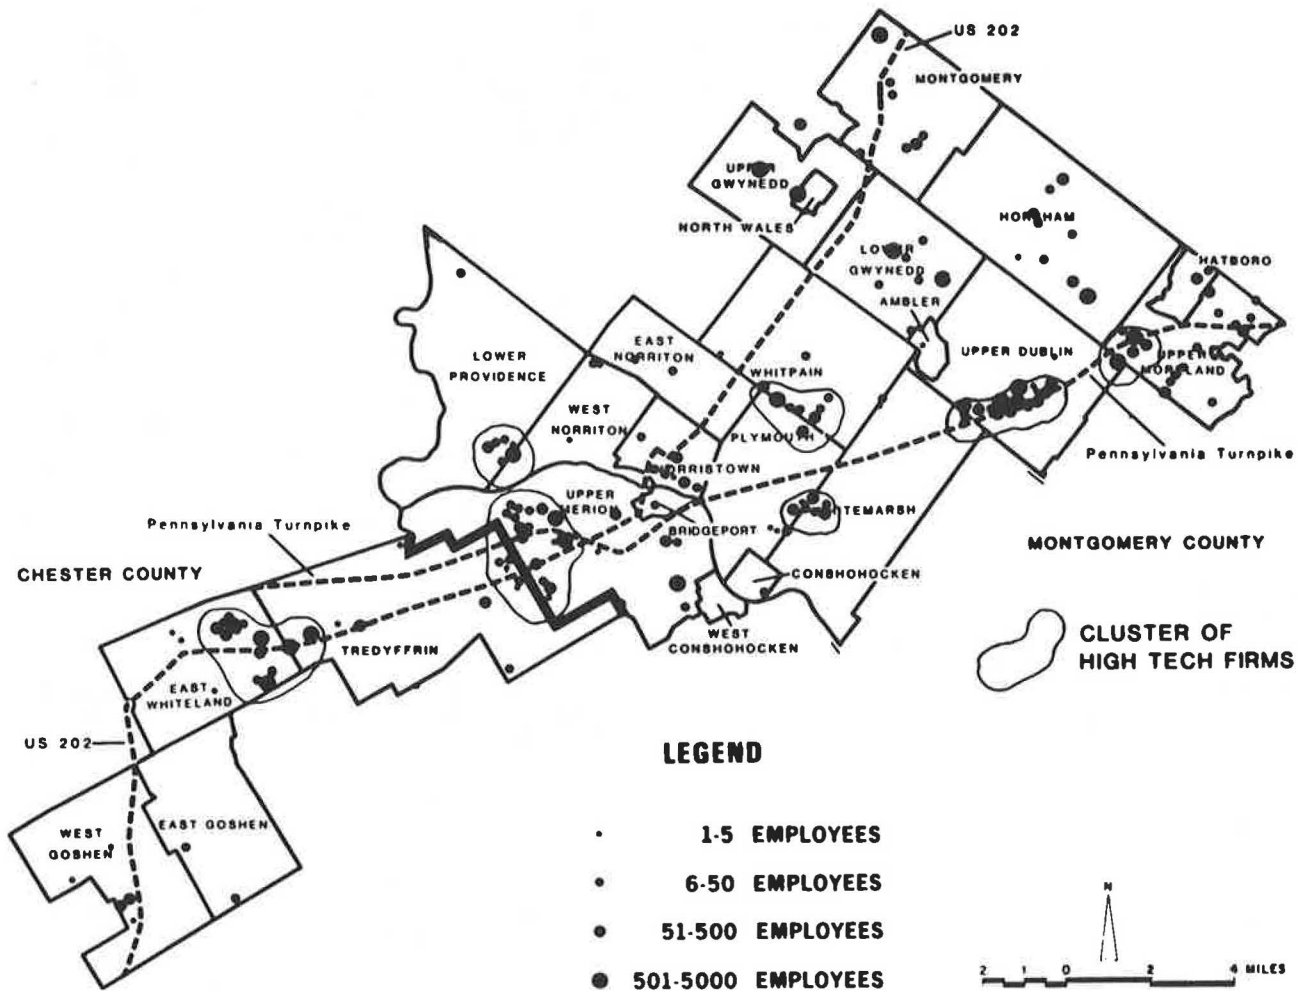 US 202
MONTGOMERY
UPPER
GWYNEDD
NORTH WALES
HORSHAM
LOWER
GWYNEDD
HATBORO
AMBLER
EAST
NORRITON
UPPER DUBLIN
UPPER
MORELAND
LOWER
PROVIDENCE
WHITPAIN
WEST
NORRITON
PLYMOUTH
Pennsylvania Turnpike
NORRISTOWN
UPPER
MERION
Pennsylvania Turnpike
BRIDGEPORT
TEMARSH
MONTGOMERY COUNTY
CHESTER COUNTY
CONSHOHOCKEN
WEST
CONSHOHOCKEN
CLUSTER OF
HIGH TECH FIRMS
TREDYFFRIN
EAST
WHITELAND
US 202
LEGEND
WEST
GOSHEN
EAST GOSHEN
1-5 EMPLOYEES
6-50 EMPLOYEES
51-500 EMPLOYEES
501-5000 EMPLOYEES
N
2 1 0 2 4 MILES